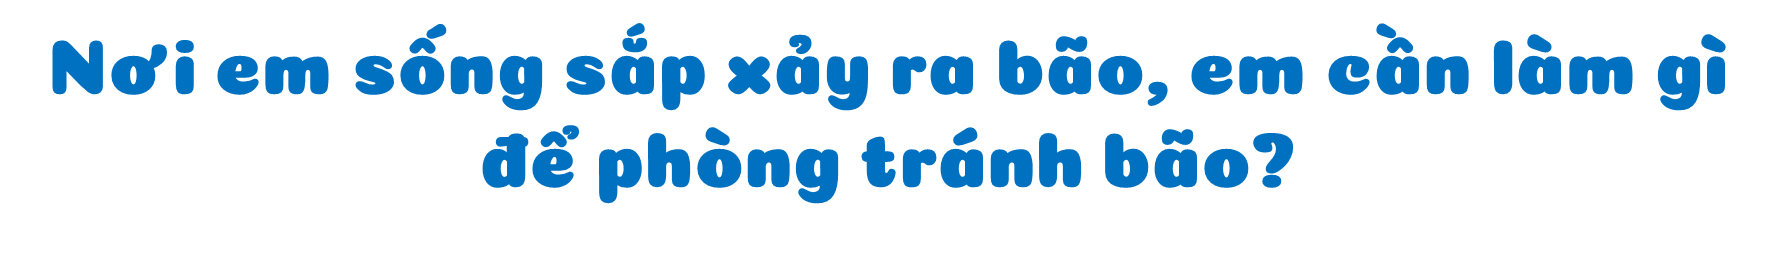 Nơi em sống sắp xảy ra bão, em cần làm gì
để phòng tránh bão?